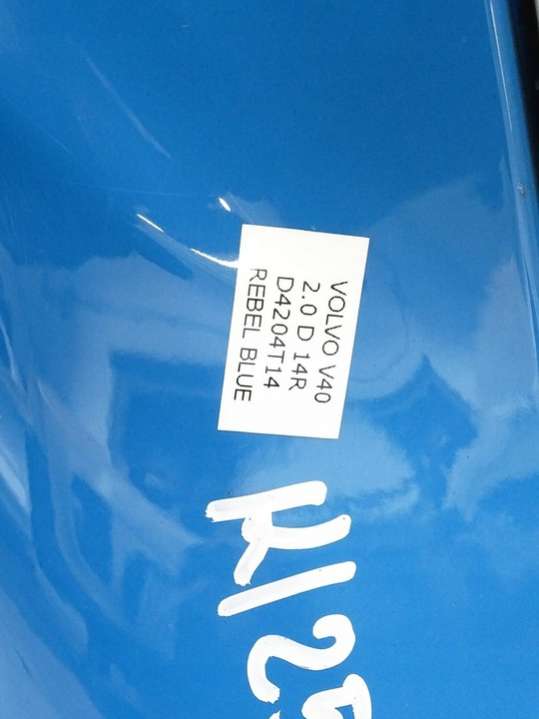 VOLVO V40
2.0 D 14R
D4204T14
REBEL BLUE